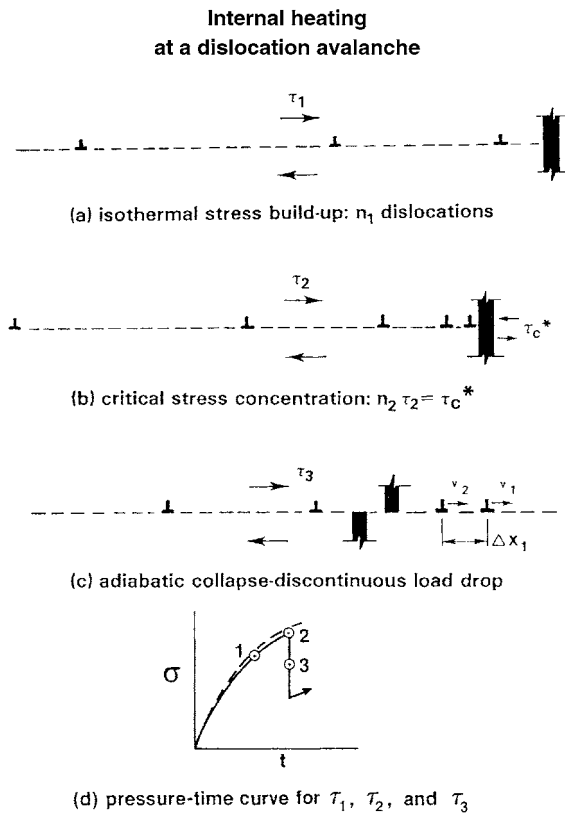 Internal heating
at a dislocation avalanche
τ₁
(a) isothermal stress build-up: n₁ dislocations
τ₂
τc*
(b) critical stress concentration: n₂ τ₂= τc*
τ₃
v₂ v₁
Δx₁
(c) adiabatic collapse-discontinuous load drop
1 2
3
σ
t
(d) pressure-time curve for τ₁, τ₂, and τ₃